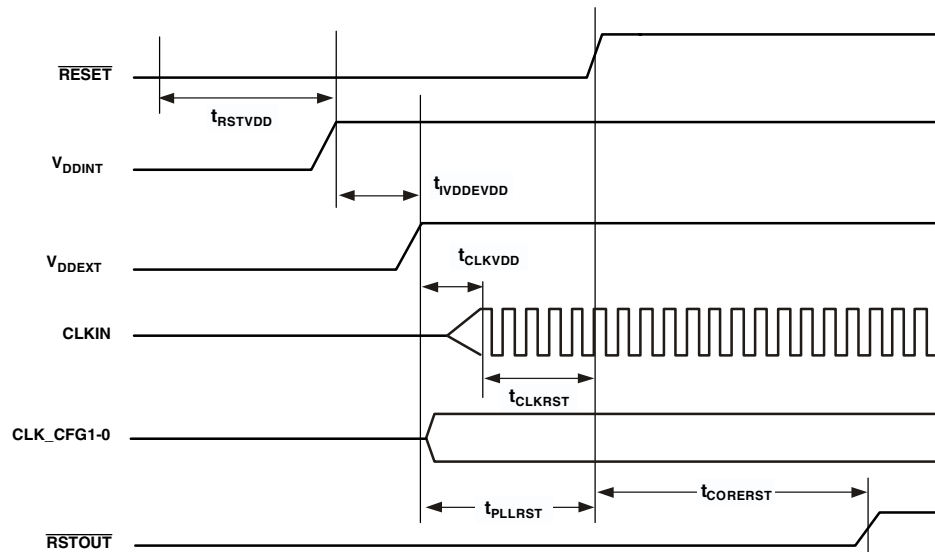 RESET
tRSTVDD
VDDINT
tIVDDEVDD
VDDEXT
tCLKVDD
CLKIN
tCLKRST
CLK_CFG1-0
tPLLRST
tCORERST
RSTOUT